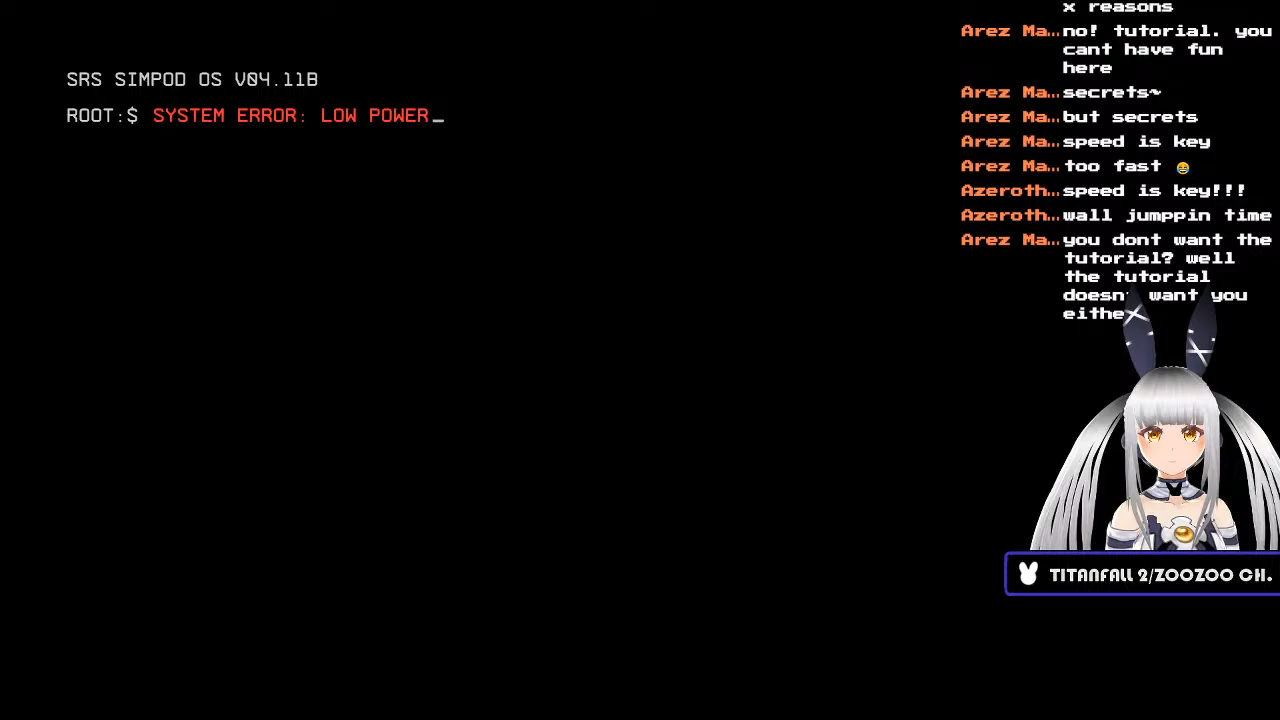 SRS SIMPOD OS V04.11B
ROOT:$ SYSTEM ERROR: LOW POWER_
x reasons
Arez Ma… no! tutorial. you
cant have fun
here
Arez Ma… secrets~
Arez Ma… but secrets
Arez Ma… speed is key
Arez Ma… too fast 😂
Azeroth… speed is key!!!
Azeroth… wall jumppin time
Arez Ma… you dont want the
tutorial? well
the tutorial
doesn want you
eithe
TITANFALL 2/ZOOZOO CH.